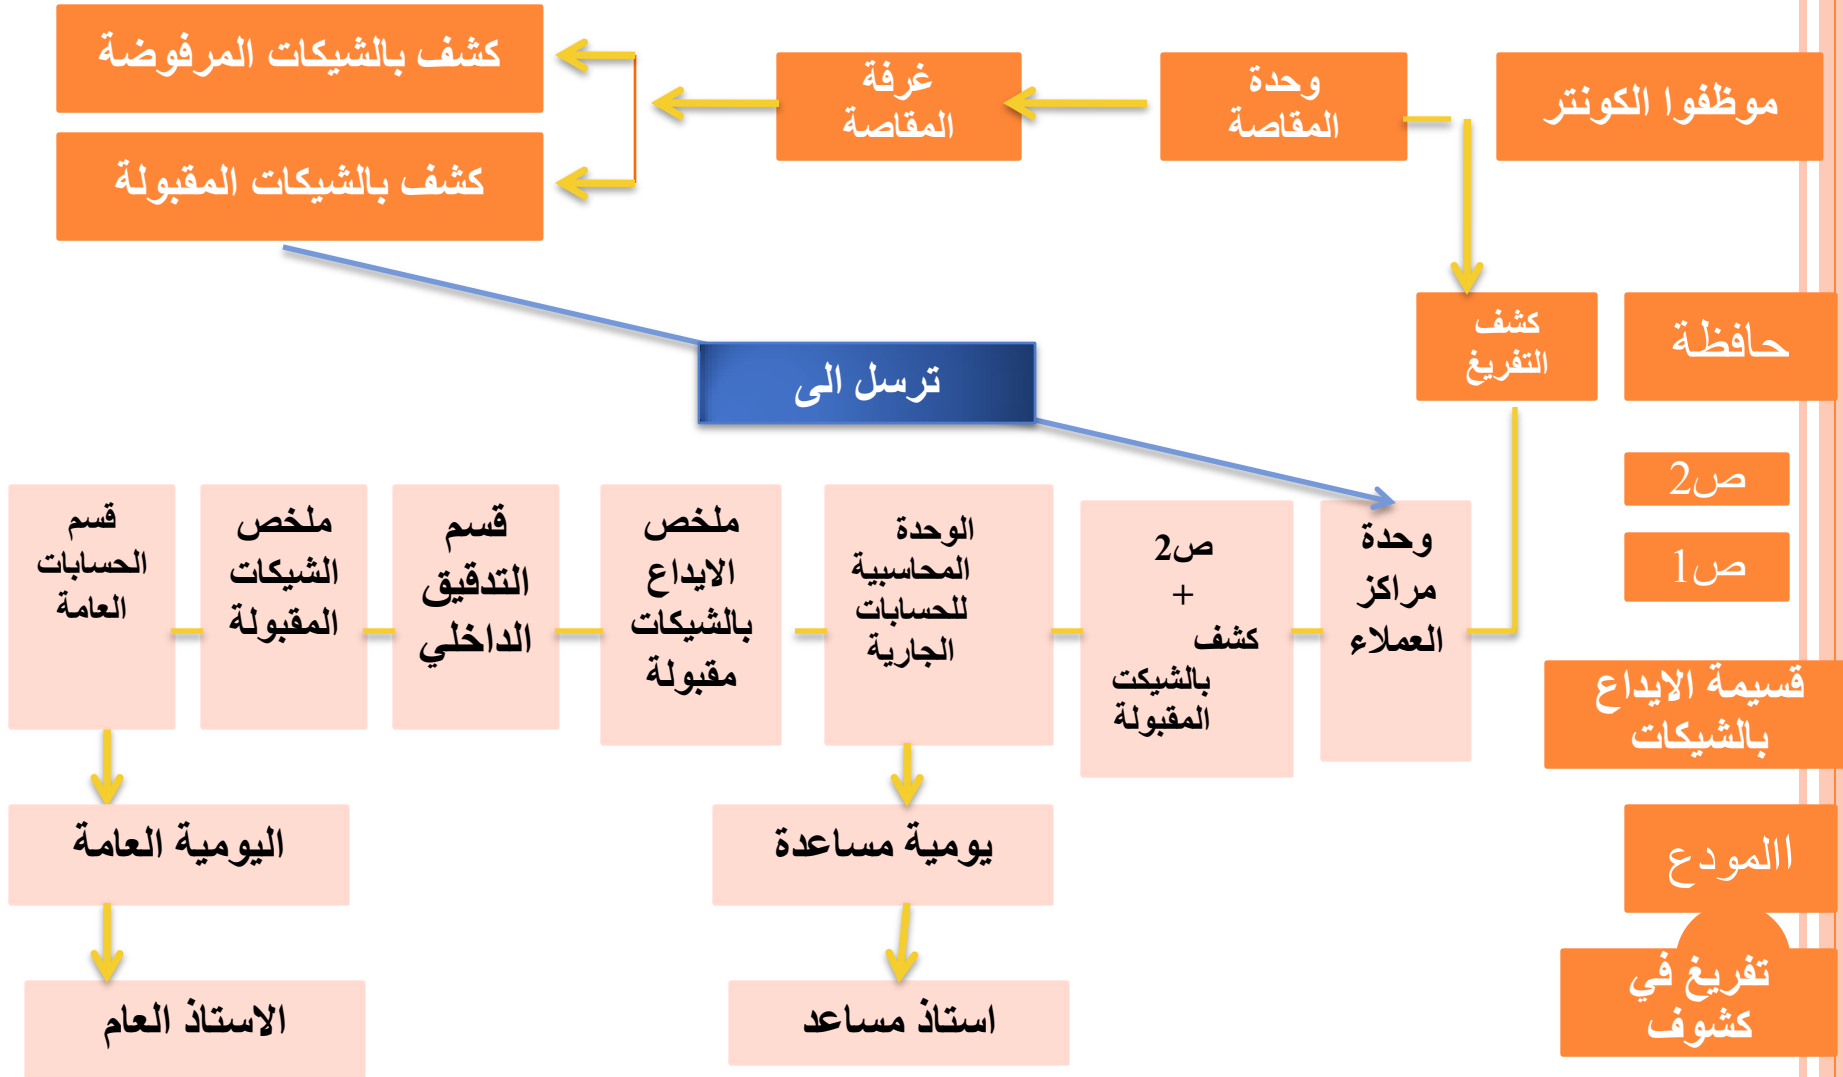 موظفوا الكونتر
وحدة
المقاصة
غرفة
المقاصة
كشف بالشيكات المرفوضة
كشف بالشيكات المقبولة
حافظة
كشف
التفريغ
ترسل الى
ص2
ص1
وحدة
مراكز
العملاء
ص2
+
كشف
بالشيكت
المقبولة
الوحدة
المحاسبية
للحسابات
الجارية
ملخص
الايداع
بالشيكات
مقبولة
قسم
التدقيق
الداخلي
ملخص
الشيكات
المقبولة
قسم
الحسابات
العامة
قسيمة الايداع
بالشيكات
االمودع
يومية مساعدة
اليومية العامة
تفريغ في
كشوف
استاذ مساعد
الاستاذ العام